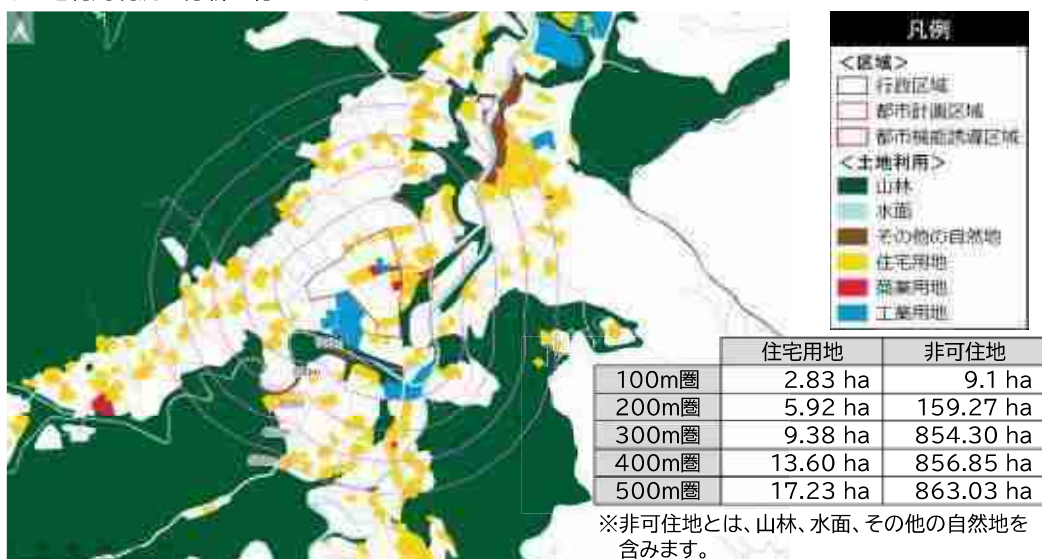 凡例
＜区域＞
行政区域
都市計画区域
都市機能誘導区域
＜土地利用＞
山林
水面
その他の自然地
住宅用地
商業用地
工業用地
住宅用地 非可住地
100m圏 2.83 ha 9.1 ha
200m圏 5.92 ha 159.27 ha
300m圏 9.38 ha 854.30 ha
400m圏 13.60 ha 856.85 ha
500m圏 17.23 ha 863.03 ha
※非可住地とは、山林、水面、その他の自然地を
含みます。